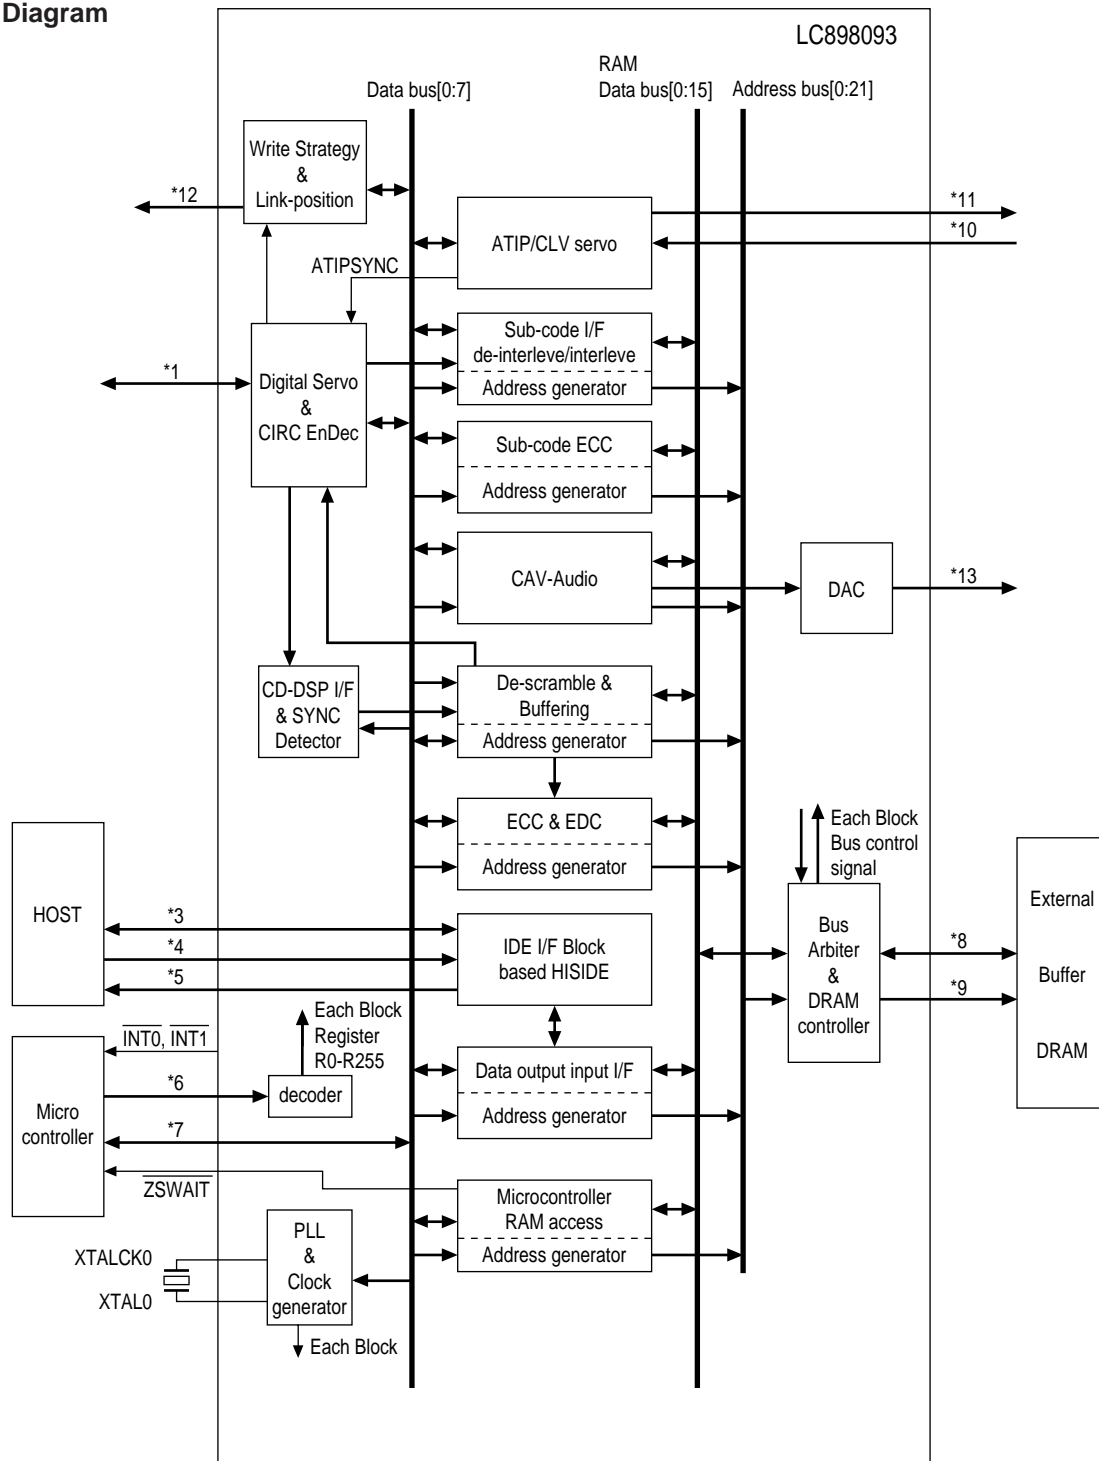 Diagram
LC898093
RAM
Data bus[0:7]
Data bus[0:15]
Address bus[0:21]
Write Strategy
&
Link-position
*12
ATIP/CLV servo
*11
*10
ATIPSYNC
Sub-code I/F
de-interleve/interleve
Address generator
*1
Digital Servo
&
CIRC EnDec
Sub-code ECC
Address generator
CAV-Audio
DAC
*13
CD-DSP I/F
& SYNC
Detector
De-scramble &
Buffering
Address generator
ECC & EDC
Address generator
Each Block
Bus control
signal
HOST
*3
*4
*5
IDE I/F Block
based HISIDE
Bus
Arbiter
&
DRAM
controller
*8
*9
External
Buffer
DRAM
INT0, INT1
Each Block
Register
R0-R255
Micro
controller
*6
decoder
*7
Data output input I/F
Address generator
ZSWAIT
Microcontroller
RAM access
Address generator
XTALCK0
XTAL0
PLL
&
Clock
generator
Each Block